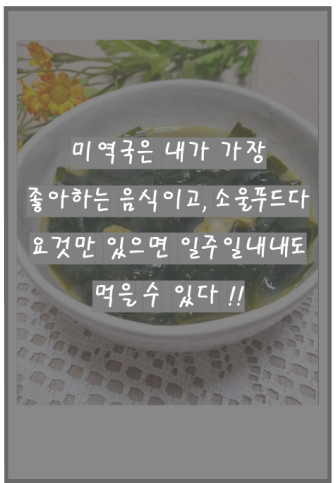 미역국은 내가 가장
좋아하는 음식이고, 소울푸드다
요것만 있으면 일주일내내도
먹을수 있다 !!